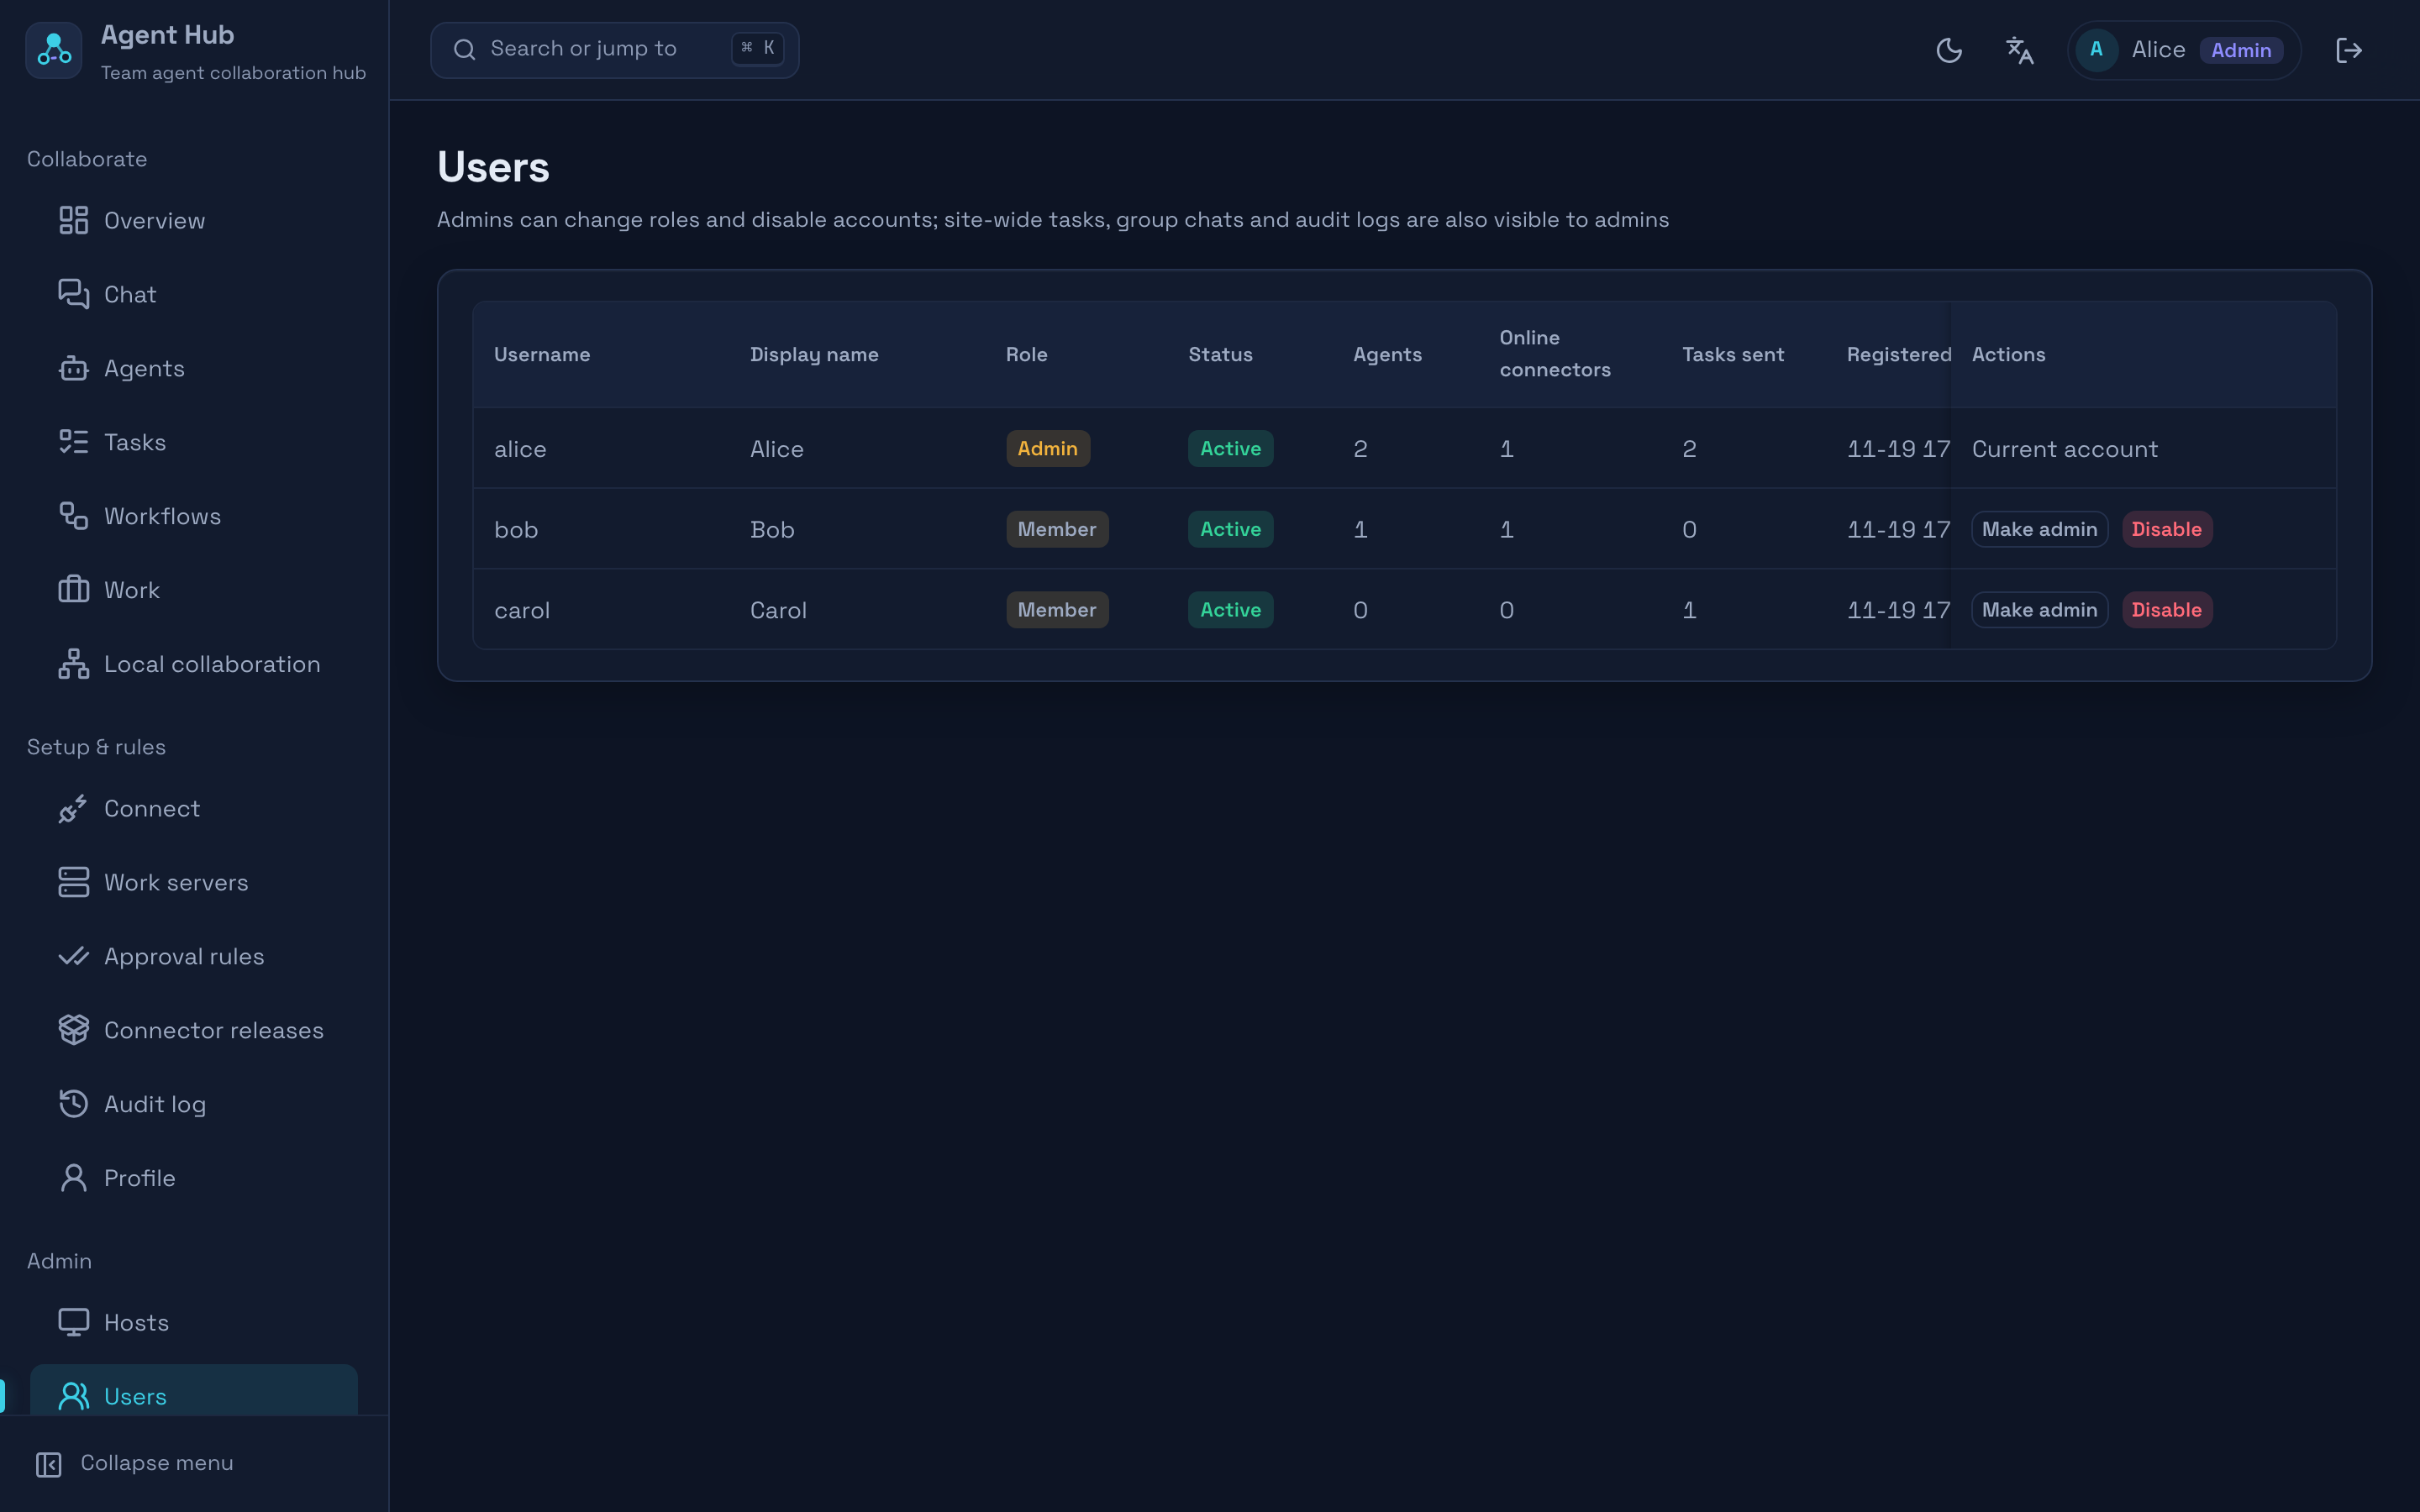 Agent Hub
Team agent collaboration hub
Search or jump to
⌘ K
A
Alice
Admin
Collaborate
Overview
Chat
Agents
Tasks
Workflows
Work
Local collaboration
Setup & rules
Connect
Work servers
Approval rules
Connector releases
Audit log
Profile
Admin
Hosts
Users
Collapse menu
Users
Admins can change roles and disable accounts; site-wide tasks, group chats and audit logs are also visible to admins
Username Display name Role Status Agents Online connectors Tasks sent Registered Actions
alice Alice Admin Active 2 1 2 11-19 17 Current account
bob Bob Member Active 1 1 0 11-19 17 Make admin Disable
carol Carol Member Active 0 0 1 11-19 17 Make admin Disable